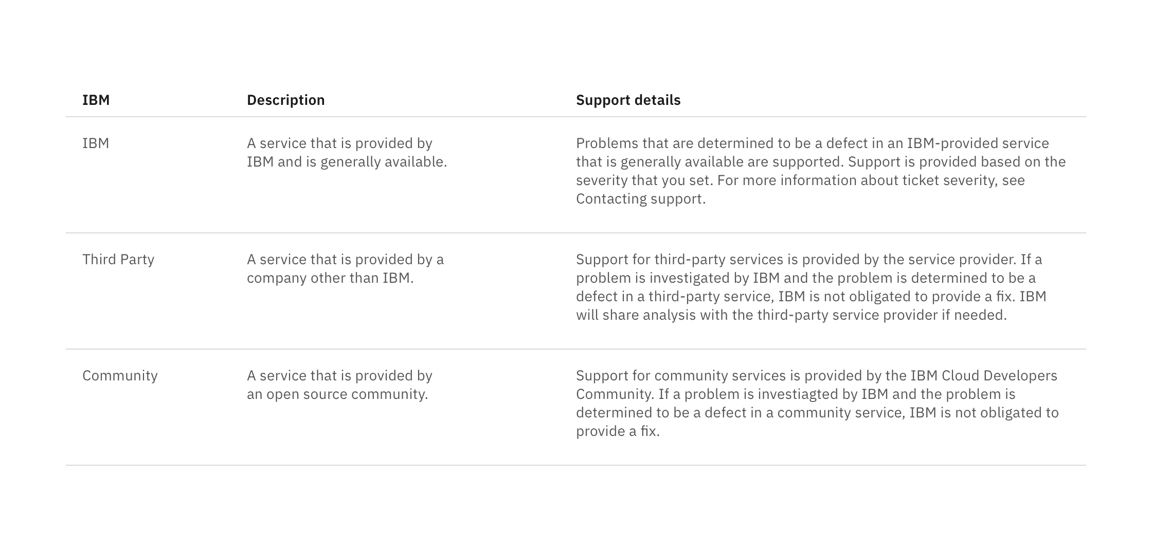 IBM
Description
Support details
IBM
A service that is provided by
IBM and is generally available.
Problems that are determined to be a defect in an IBM-provided service
that is generally available are supported. Support is provided based on the
severity that you set. For more information about ticket severity, see
Contacting support.
Third Party
A service that is provided by a
company other than IBM.
Support for third-party services is provided by the service provider. If a
problem is investigated by IBM and the problem is determined to be a
defect in a third-party service, IBM is not obligated to provide a fix. IBM
will share analysis with the third-party service provider if needed.
Community
A service that is provided by
an open source community.
Support for community services is provided by the IBM Cloud Developers
Community. If a problem is investiagted by IBM and the problem is
determined to be a defect in a community service, IBM is not obligated to
provide a fix.